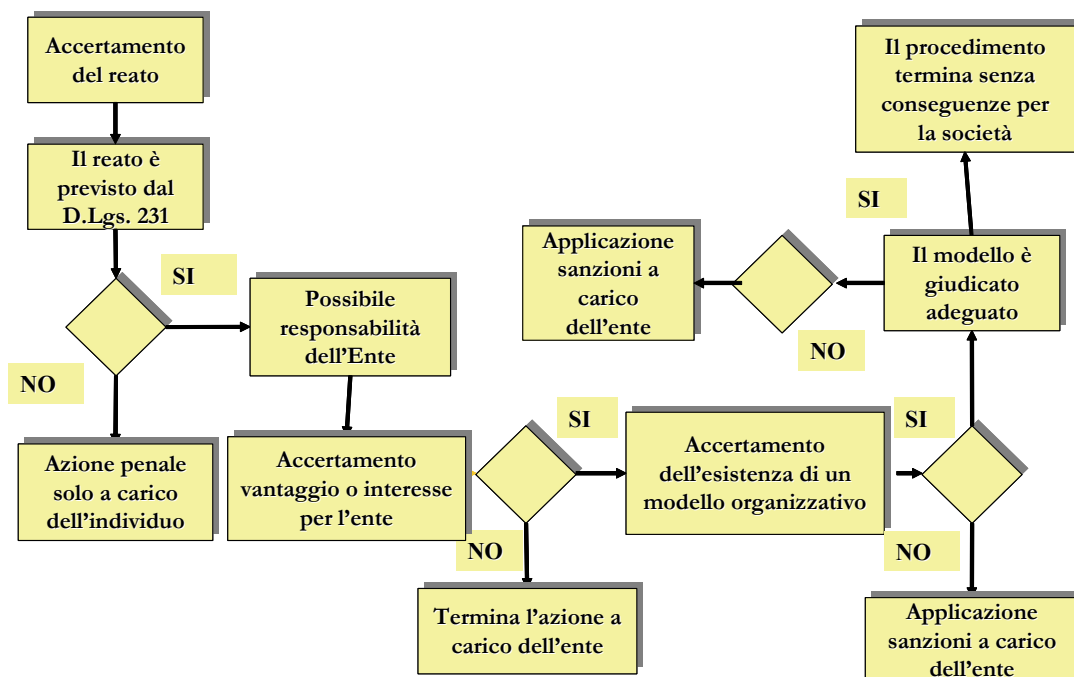 Accertamento
del reato
Il reato è
previsto dal
D.Lgs. 231
SI
NO
Possibile
responsabilità
dell'Ente
Azione penale
solo a carico
dell'individuo
Accertamento
vantaggio o interesse
per l'ente
SI
NO
Termina l'azione a
carico dell'ente
Accertamento
dell'esistenza di un
modello organizzativo
SI
NO
Applicazione
sanzioni a carico
dell'ente
Il modello è
giudicato
adeguato
SI
NO
Applicazione
sanzioni a
carico
dell'ente
Il procedimento
termina senza
conseguenze per
la società